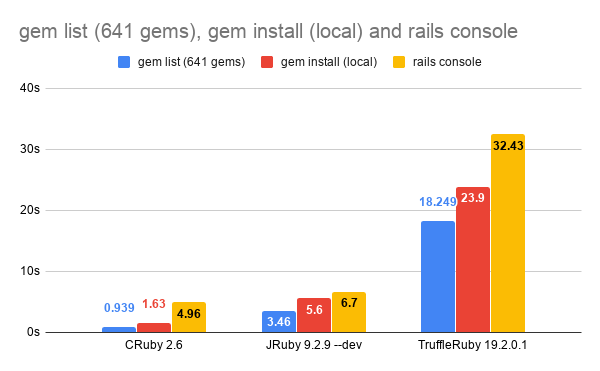 gem list (641 gems), gem install (local) and rails console
gem list (641 gems) gem install (local) rails console
40s
30s
20s
10s
0s
0.939 1.63 4.96
3.46 5.6 6.7
18.249 23.9 32.43
CRuby 2.6 JRuby 9.2.9 --dev TruffleRuby 19.2.0.1